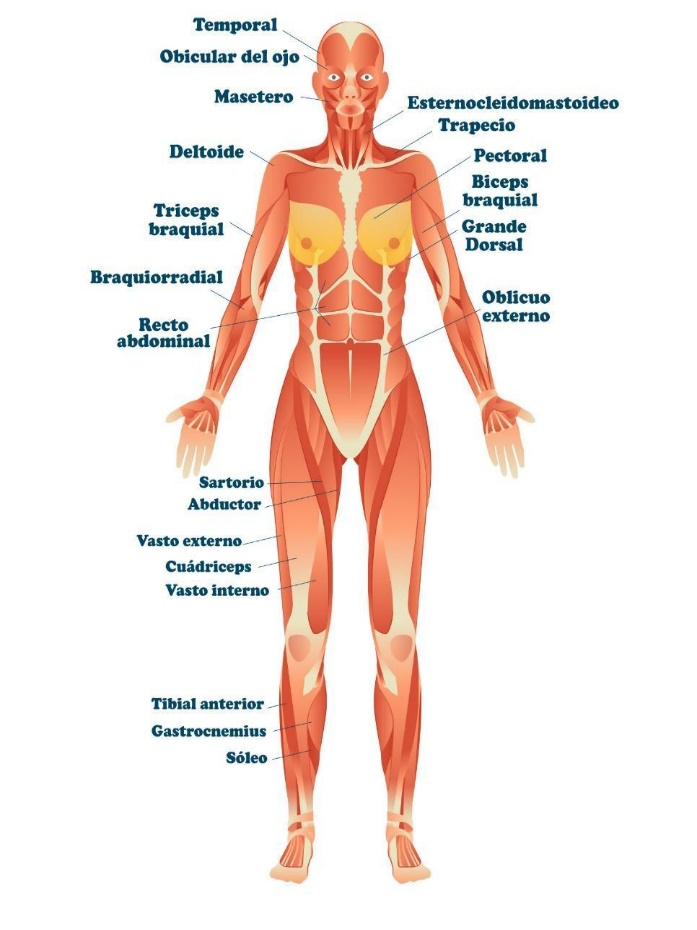 Temporal
Obicular del ojo
Masetero
Esternocleidomastoideo
Trapecio
Deltoide
Pectoral
Biceps
braquial
Triceps
braquial
Grande
Dorsal
Braquiorradial
Oblicuo
externo
Recto
abdominal
Sartorio
Abductor
Vasto externo
Cuádriceps
Vasto interno
Tibial anterior
Gastrocnemius
Sóleo